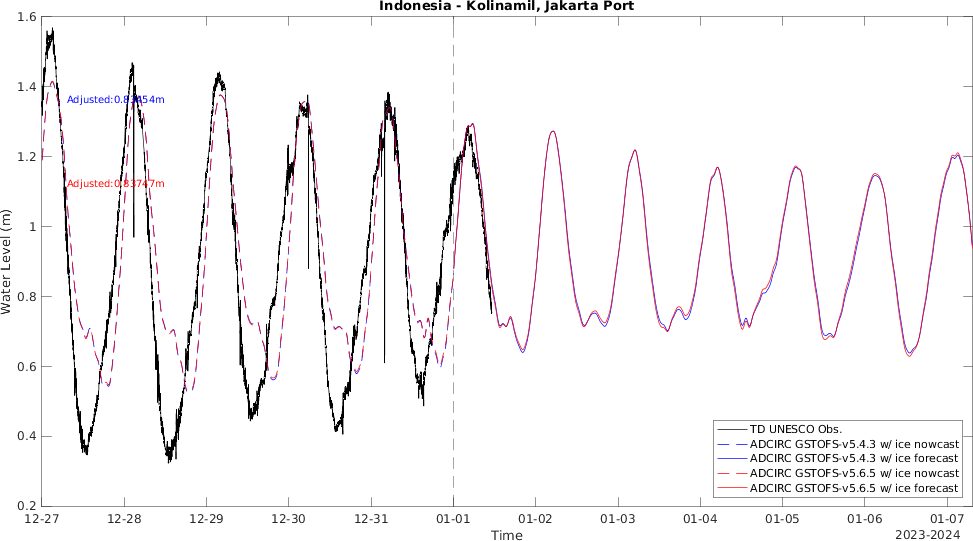 Indonesia - Kolinamil, Jakarta Port
1.6
1.4
1.2
1
0.8
0.6
0.4
0.2
Water Level (m)
Adjusted:0.83454m
Adjusted:0.83747m
TD UNESCO Obs.
ADCIRC GSTOFS-v5.4.3 w/ ice nowcast
ADCIRC GSTOFS-v5.4.3 w/ ice forecast
ADCIRC GSTOFS-v5.6.5 w/ ice nowcast
ADCIRC GSTOFS-v5.6.5 w/ ice forecast
12-27 12-28 12-29 12-30 12-31 01-01 01-02 01-03 01-04 01-05 01-06 01-07
Time
2023-2024